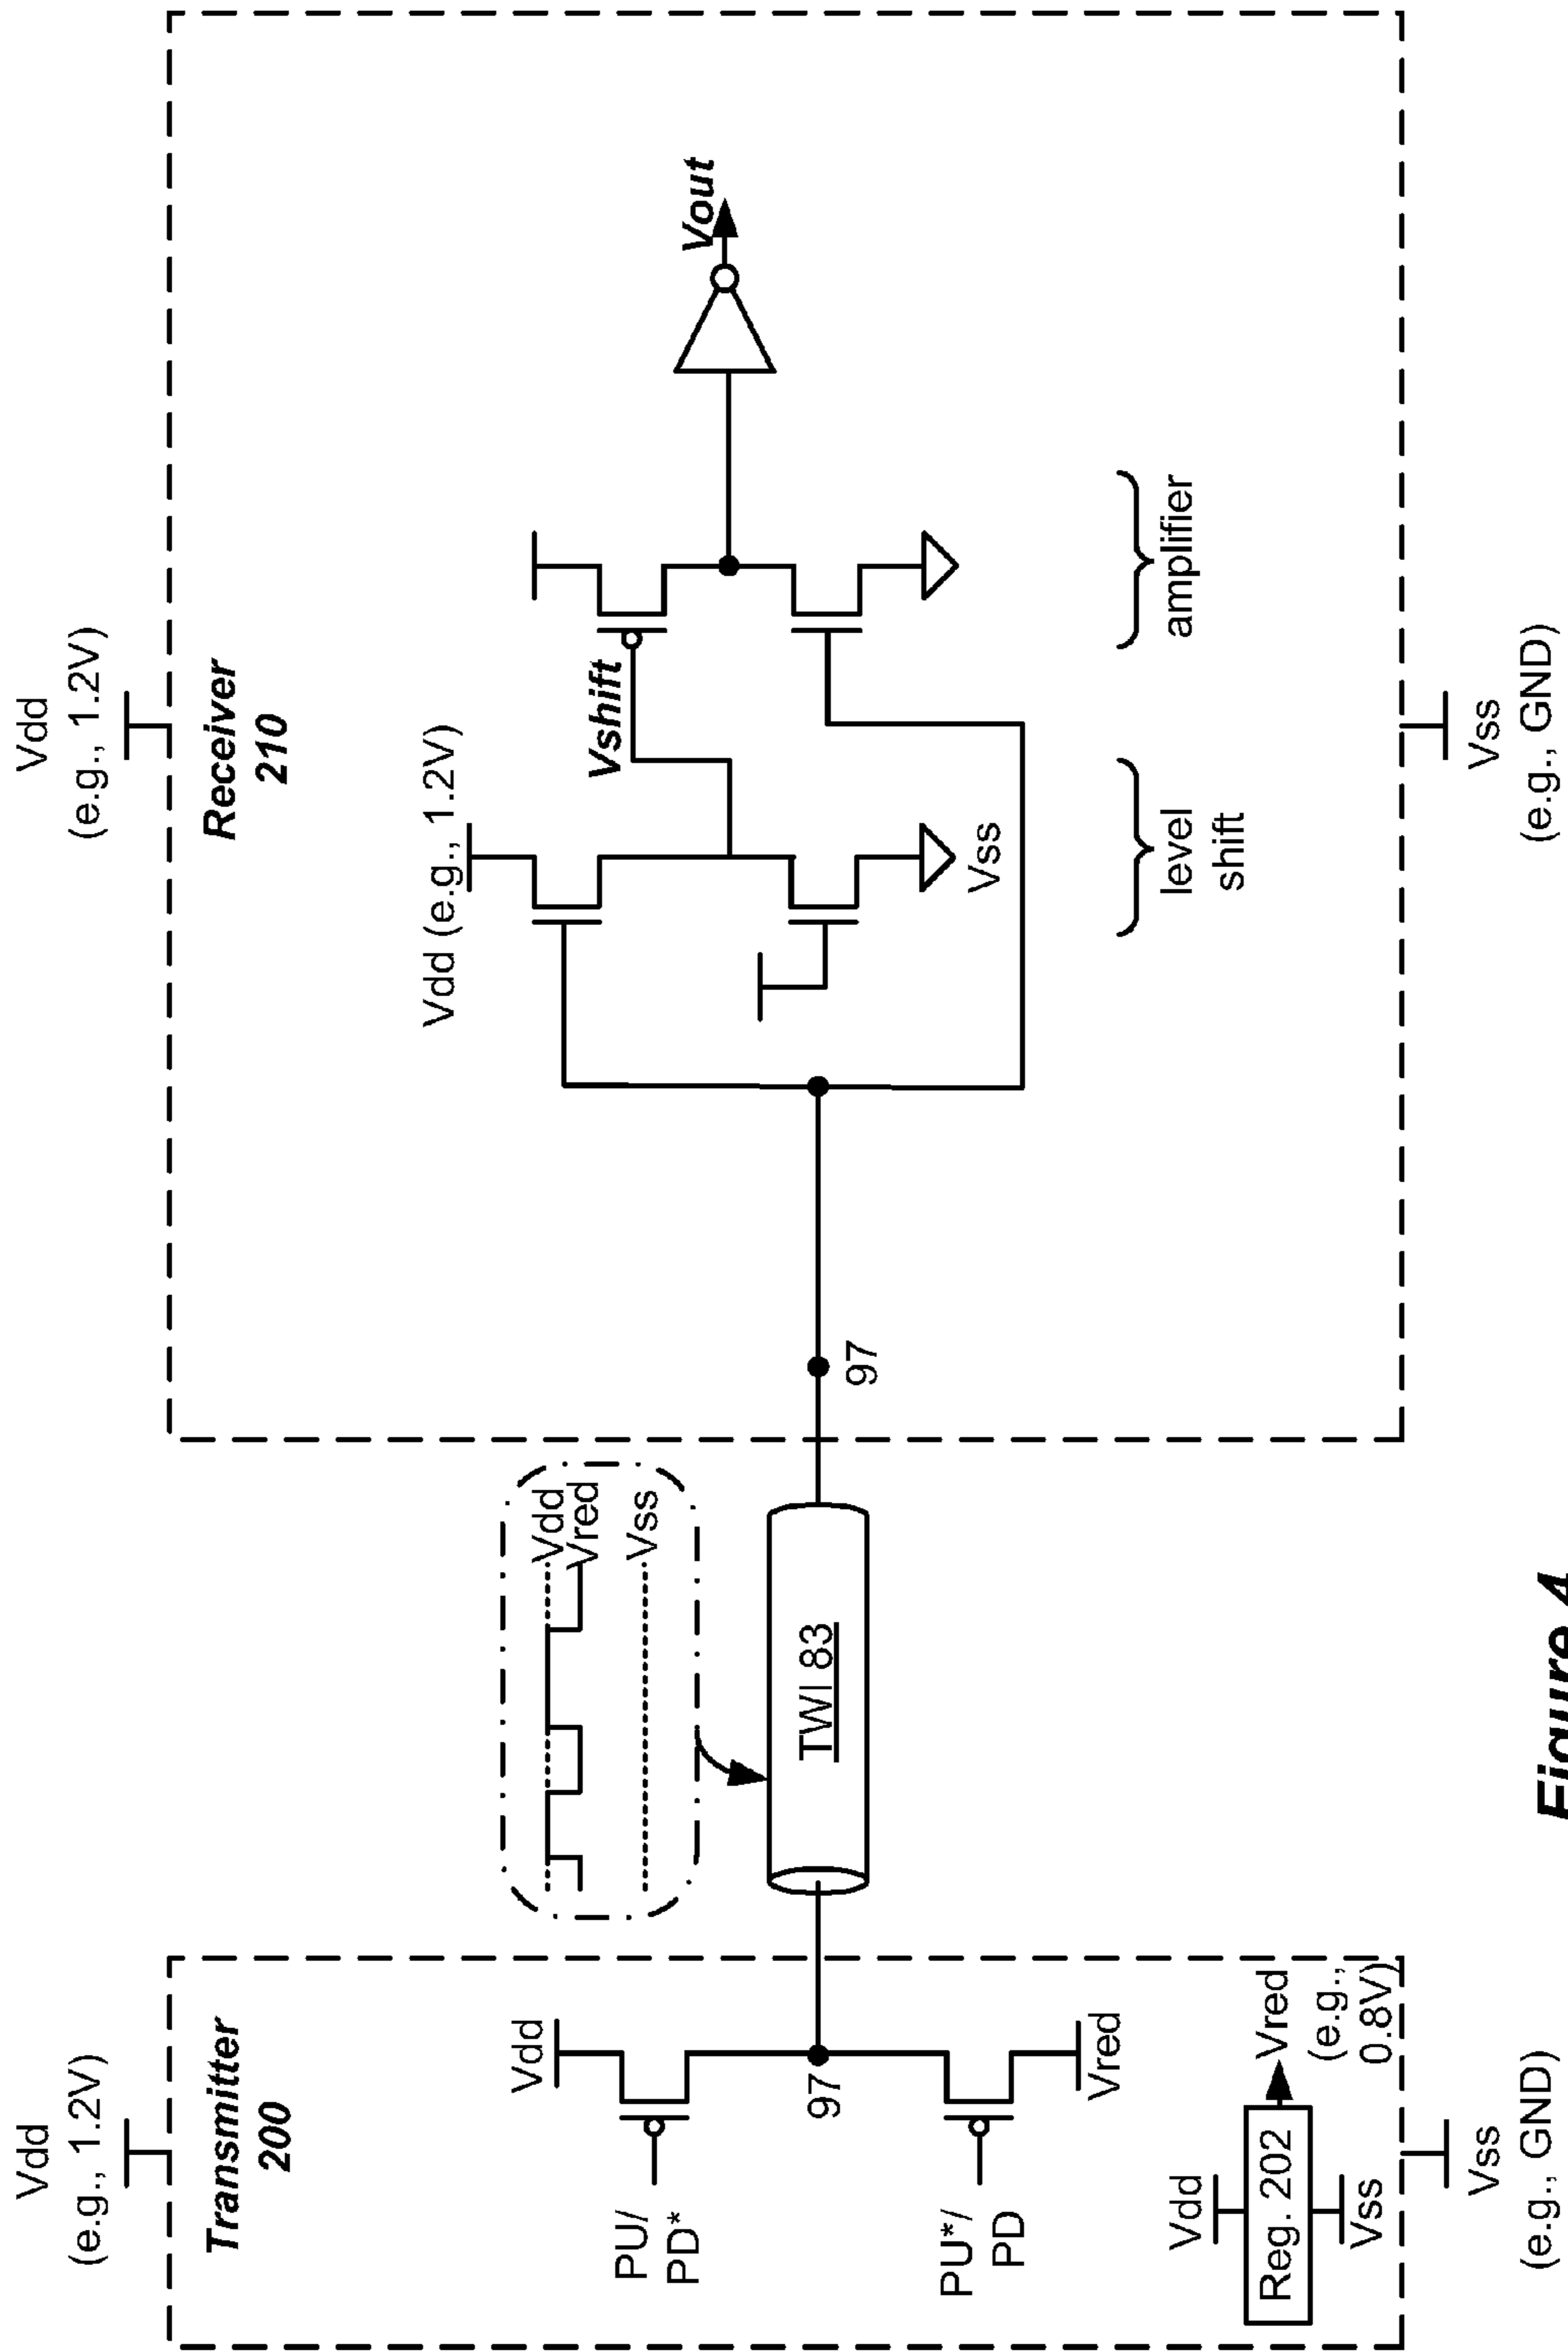 Vdd
(e.g., 1.2V)
Transmitter
200
Vdd
PU/
PD*
97
PU*/
PD
Vred
Vdd
Reg. 202
Vss
Vred
(e.g.,
0.8V)
Vss
(e.g., GND)
Vdd
Vred
Vss
TWI 83
Vdd
(e.g., 1.2V)
Receiver
210
97
Vdd (e.g., 1.2V)
Vshift
Vss
Vout
level
shift
amplifier
Vss
(e.g., GND)
Figure 4